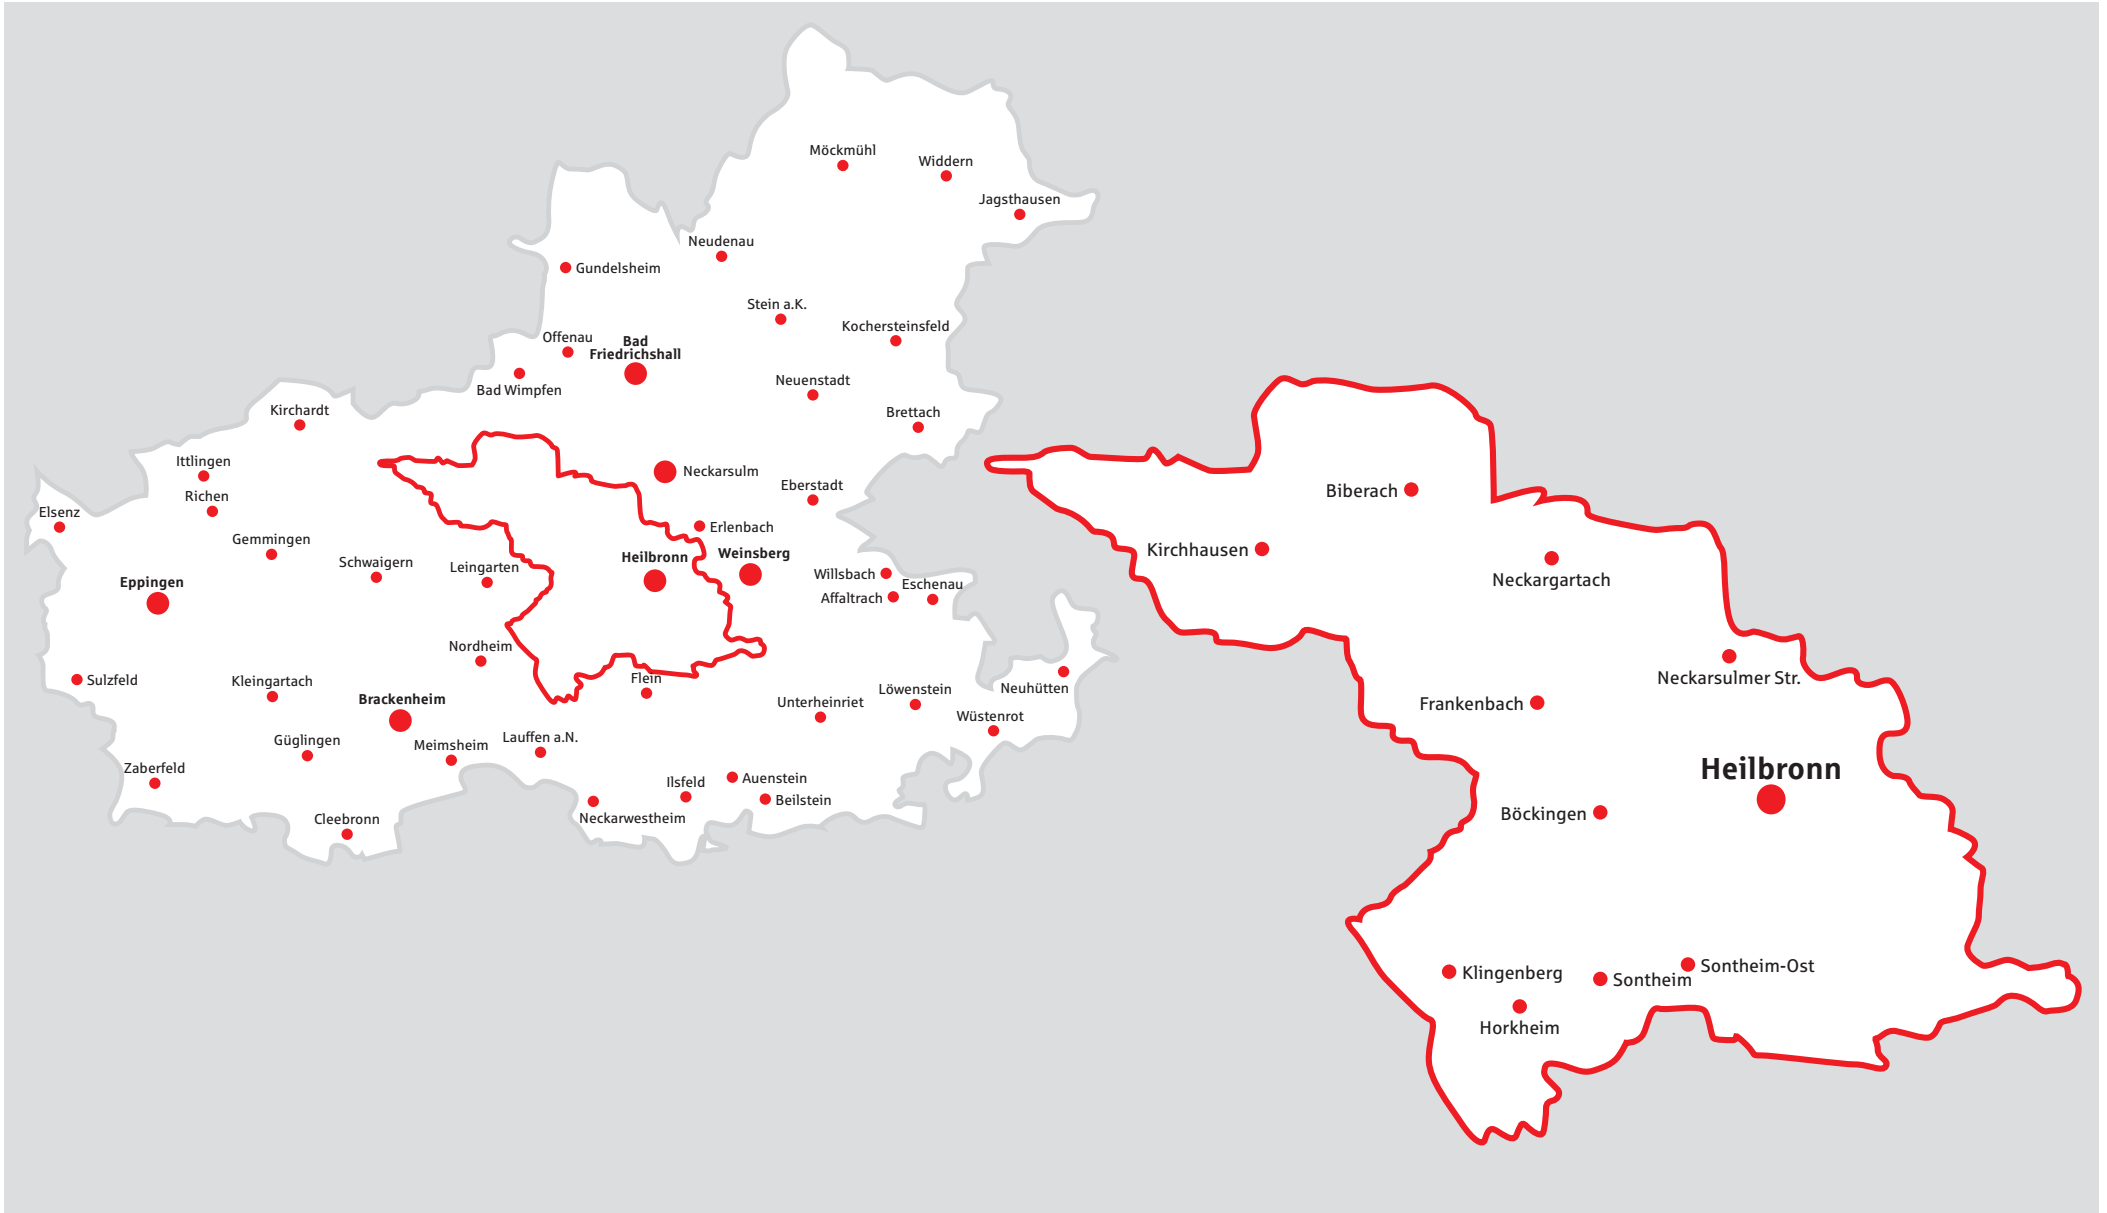 Möckmühl
Widdern
Jagsthausen
Neudenau
Gundelsheim
Stein a.K.
Kochersteinsfeld
Offenau
Bad
Friedrichshall
Bad Wimpfen
Neuenstadt
Brettach
Kirchardt
Ittlingen
Richen
Neckarsulm
Eberstadt
Elsenz
Erlenbach
Gemmingen
Schwaigern
Leingarten
Heilbronn
Weinsberg
Willsbach
Eschenau
Affaltrach
Eppingen
Nordheim
Sulzfeld
Kleingartach
Flein
Brackenheim
Unterheinriet
Löwenstein
Neuhütten
Wüstenrot
Güglingen
Meimsheim
Lauffen a.N.
Zaberfeld
Ilsfeld
Auenstein
Beilstein
Cleebronn
Neckarwestheim
Biberach
Kirchhausen
Neckargartach
Neckarsulmer Str.
Frankenbach
Heilbronn
Böckingen
Klingenberg
Sontheim
Sontheim-Ost
Horkheim